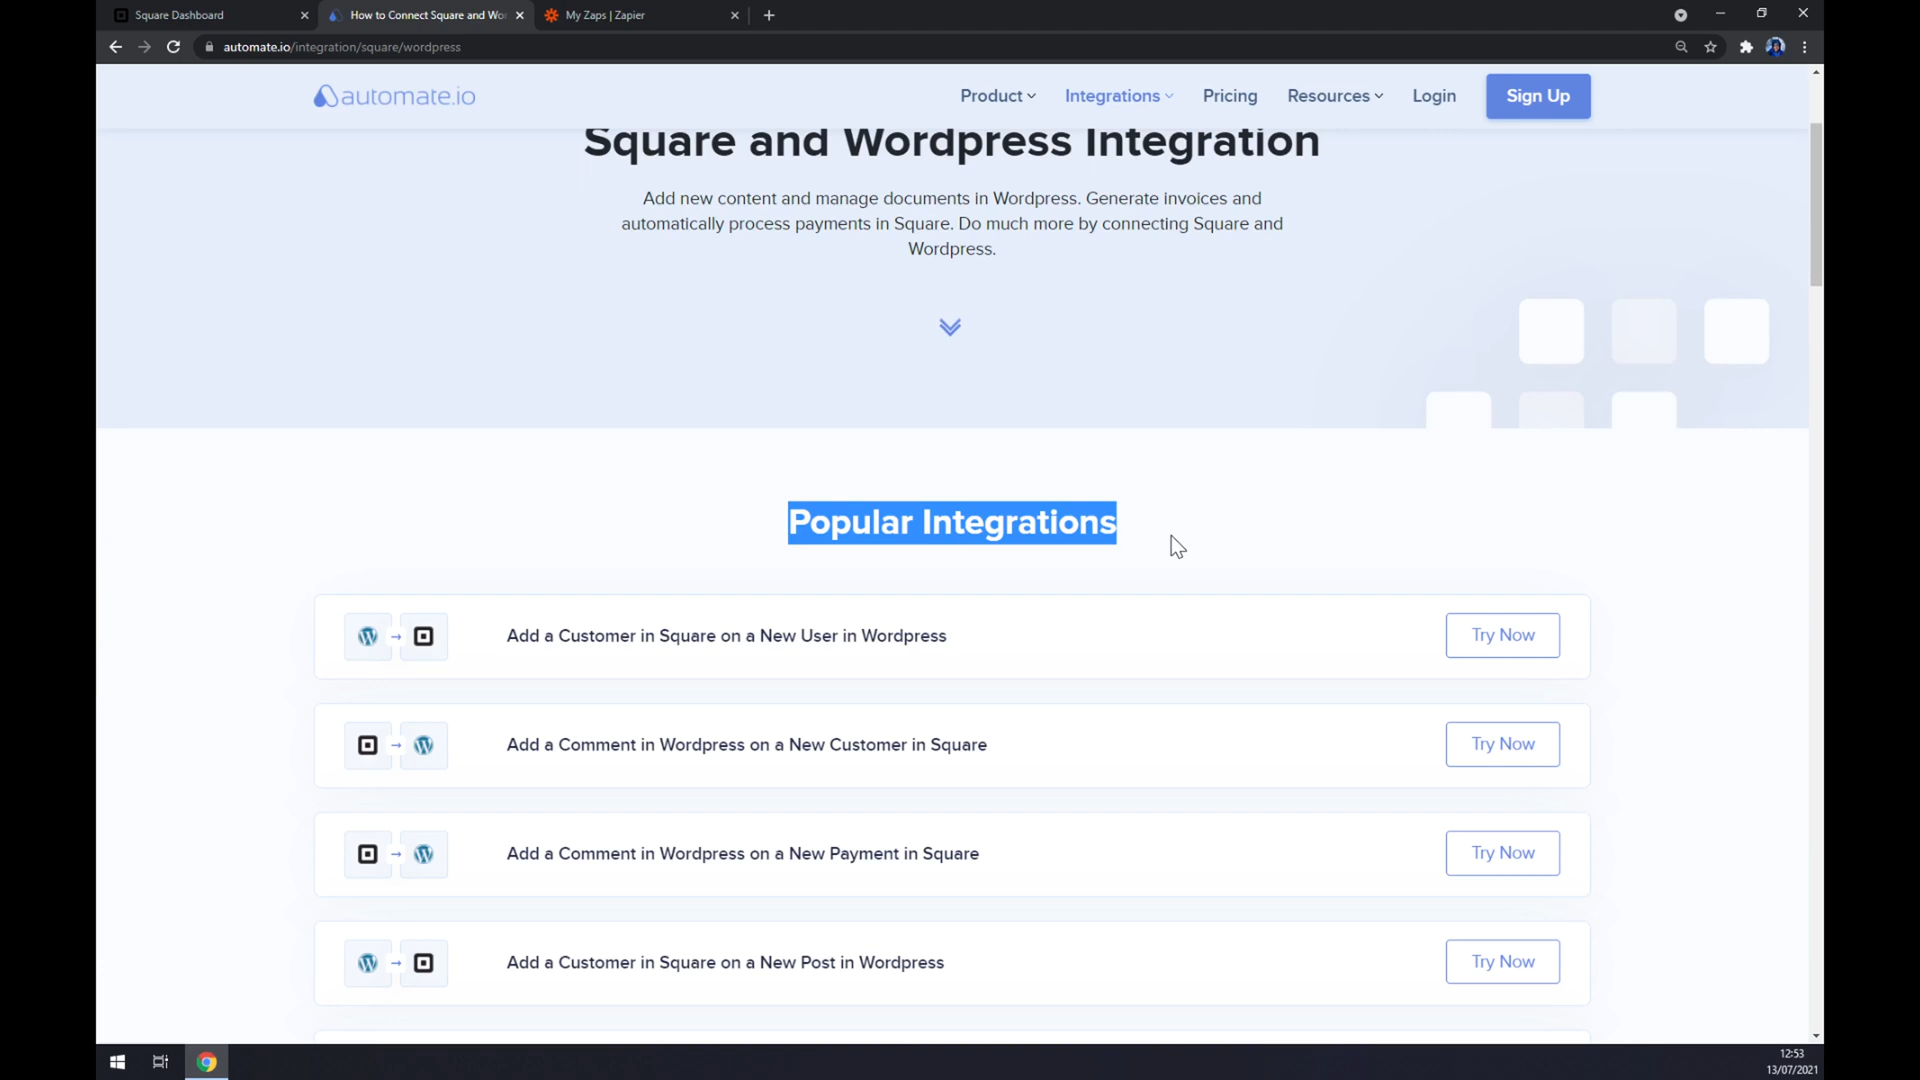 Square Dashboard
How to Connect Square and Wor
My Zaps | Zapier
automate.io/integration/square/wordpress
automate.io
Product
Integrations
Pricing
Resources
Login
Sign Up
Square and Wordpress Integration
Add new content and manage documents in Wordpress. Generate invoices and
automatically process payments in Square. Do much more by connecting Square and
Wordpress.
Popular Integrations
Add a Customer in Square on a New User in Wordpress
Try Now
Add a Comment in Wordpress on a New Customer in Square
Try Now
Add a Comment in Wordpress on a New Payment in Square
Try Now
Add a Customer in Square on a New Post in Wordpress
Try Now
12:53
13/07/2021